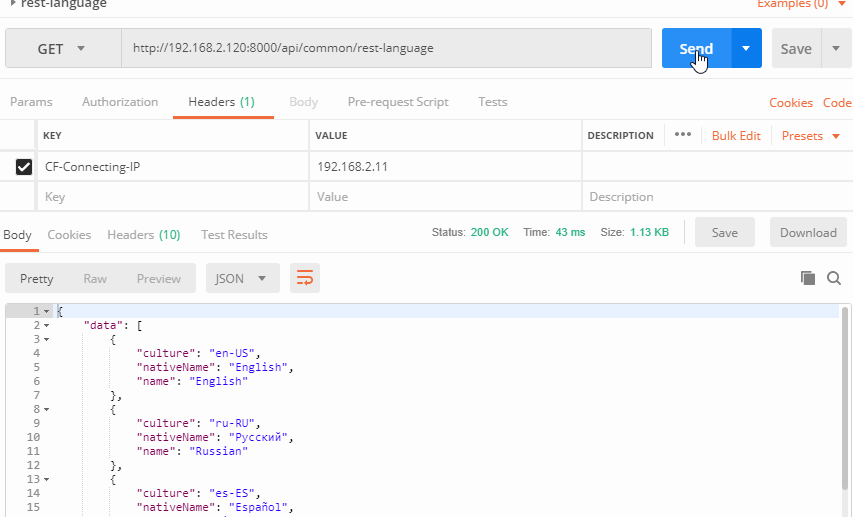 rest-language
Examples (0)
GET http://192.168.2.120:8000/api/common/rest-language Send Save
Params Authorization Headers (1) Body Pre-request Script Tests Cookies Code
KEY VALUE DESCRIPTION ••• Bulk Edit Presets
CF-Connecting-IP 192.168.2.11
Key Value Description
Body Cookies Headers (10) Test Results Status: 200 OK Time: 43 ms Size: 1.13 KB Save Download
Pretty Raw Preview JSON
1 {
2 "data": [
3 {
4 "culture": "en-US",
5 "nativeName": "English",
6 "name": "English"
7 },
8 {
9 "culture": "ru-RU",
10 "nativeName": "Русский",
11 "name": "Russian"
12 },
13 {
14 "culture": "es-ES",
15 "nativeName": "Español",